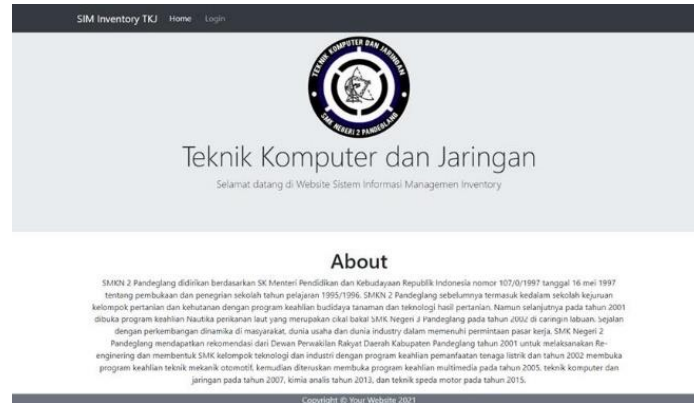 SIM Inventory TKJ Home Login
TEKNIK KOMPUTER DAN JARINGAN
SMK NEGERI 2 PANDEGLANG
Teknik Komputer dan Jaringan
Selamat datang di Website Sistem Informasi Managemen Inventory
About
SMKN 2 Pandeglang didirikan berdasarkan SK Menteri Pendidikan dan Kebudayaan Republik Indonesia nomor 107/0/1997 tanggal 16 mei 1997
tentang pembukaan dan penegrian sekolah tahun pelajaran 1995/1996. SMKN 2 Pandeglang sebelumnya termasuk kedalam sekolah kejuruan
kelompok pertanian dan kehutanan dengan program keahlian budidaya tanaman dan teknologi hasil pertanian. Namun selanjutnya pada tahun 2001
dibuka program keahlian Nautika perikanan laut yang merupakan cikal bakal SMK Negeri 3 Pandeglang pada tahun 2002 di caringin labuan. Sejalan
dengan perkembangan dinamika di masyarakat, dunia usaha dan dunia industry dalam memenuhi permintaan pasar kerja, SMK Negeri 2
Pandeglang mendapatkan rekomendasi dari Dewan Perwakilan Rakyat Daerah Kabupaten Pandeglang tahun 2001 untuk melaksanakan Re-
enginering dan membentuk SMK kelompok teknologi dan industri dengan program keahlian pemanfaatan tenaga listrik dan tahun 2002 membuka
program keahlian teknik mekanik otomotif, kemudian diteruskan membuka program keahlian multimedia pada tahun 2005, teknik komputer dan
jaringan pada tahun 2007, kimia analis tahun 2013, dan teknik speda motor pada tahun 2015.
Copyright © Your Website 2021